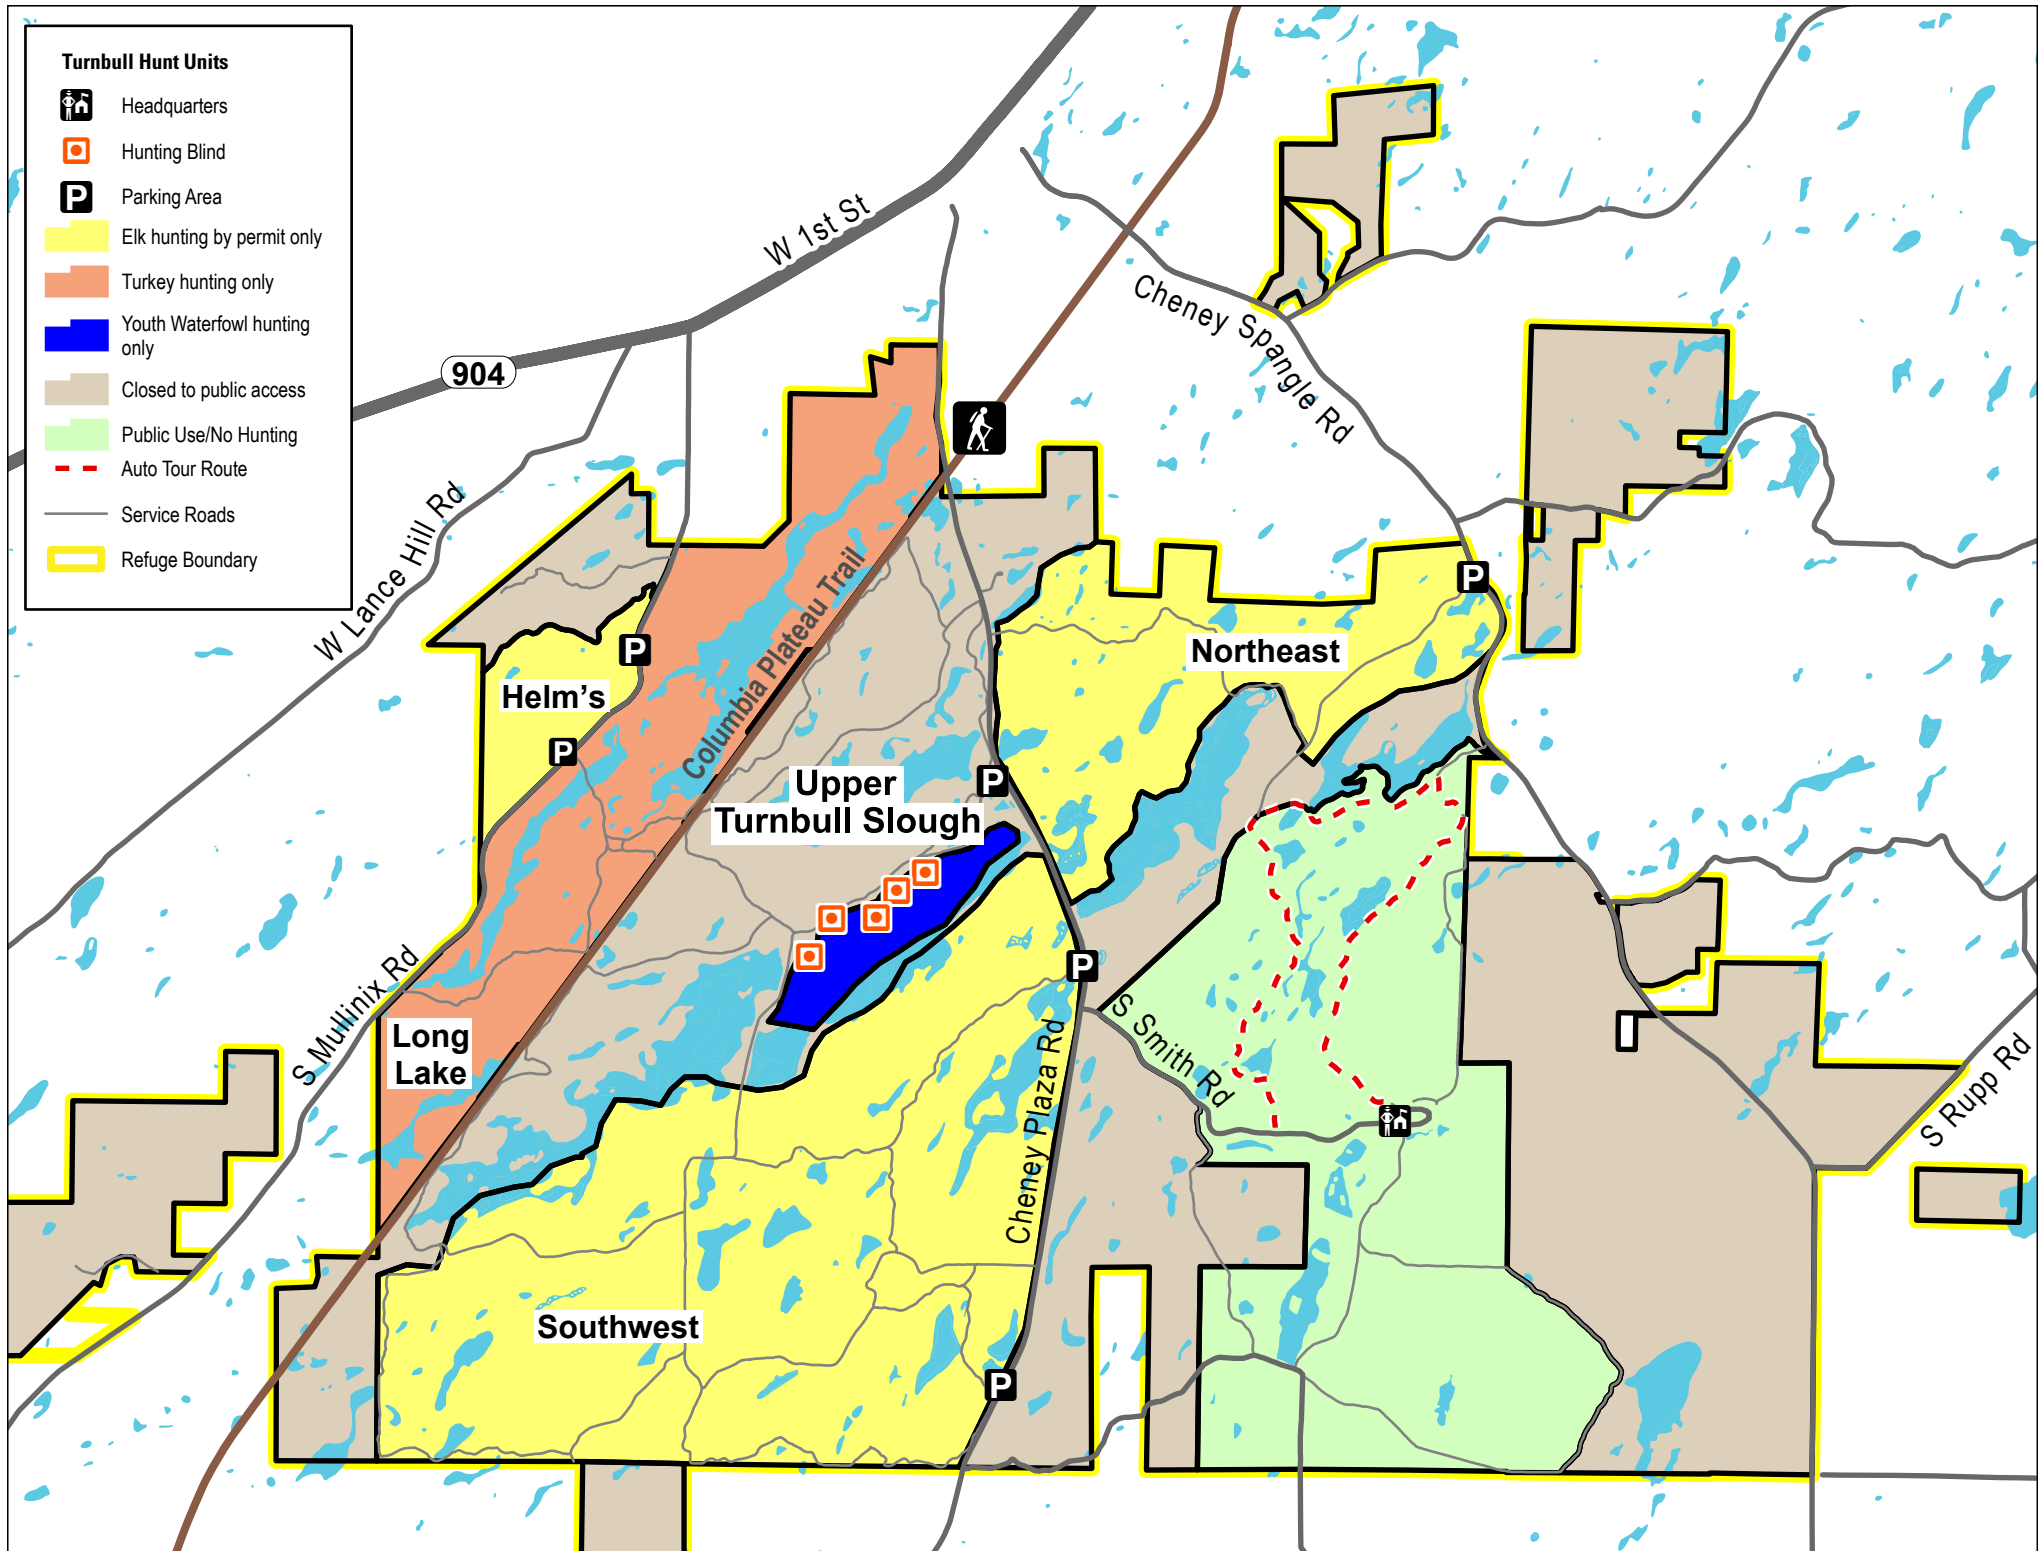 Turnbull Hunt Units
Headquarters
Hunting Blind
P
Parking Area
Elk hunting by permit only
Turkey hunting only
Youth Waterfowl hunting
only
Closed to public access
Public Use/No Hunting
Auto Tour Route
Service Roads
Refuge Boundary
W 1st St
904
Cheney Spangle Rd
W Lance Hill Rd
Columbia Plateau Trail
P
Northeast
P
Helm's
P
P
Upper
Turnbull Slough
P
S Mullinix Rd
Long
Lake
P
S Smith Rd
Cheney Plaza Rd
S Rupp Rd
Southwest
P